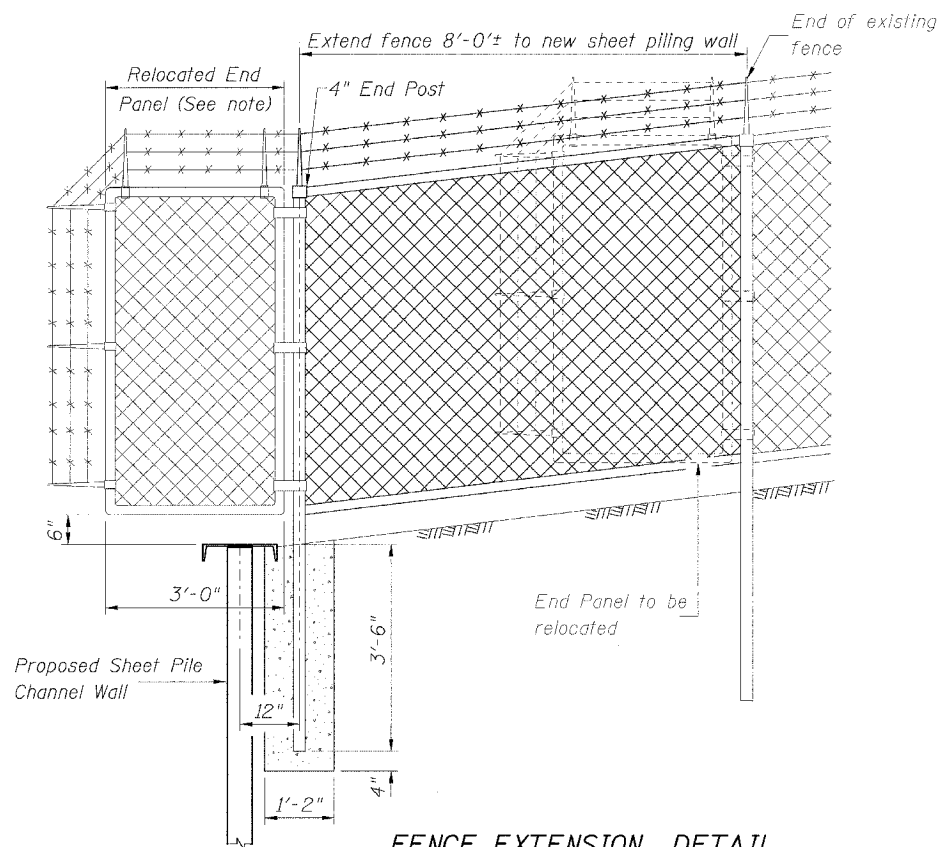 End of existing
fence
Extend fence 8'-0'± to new sheet piling wall
Relocated End
Panel (See note)
4" End Post
6"
3'-0"
3'-6"
End Panel to be
relocated
Proposed Sheet Pile
Channel Wall
12"
4"
1'-2"
FENCE EXTENSION DETAIL